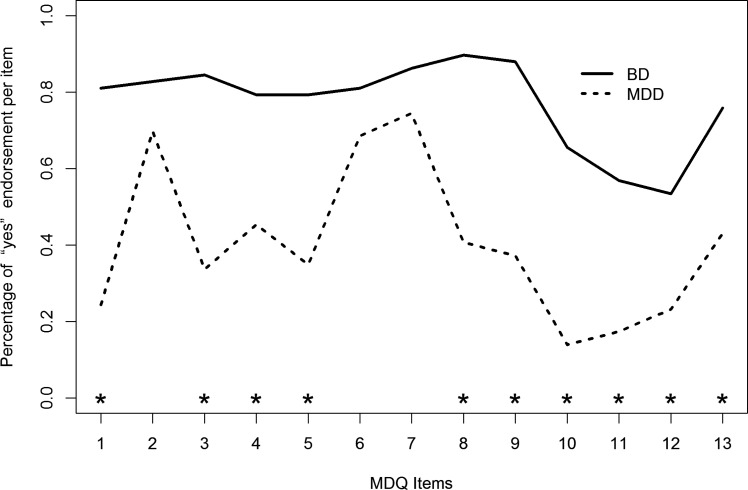 Percentage of “yes” endorsement per item
1.0
0.8
0.6
0.4
0.2
0.0
BD
MDD
* * * * * * * * * *
1 2 3 4 5 6 7 8 9 10 11 12 13
MDQ Items